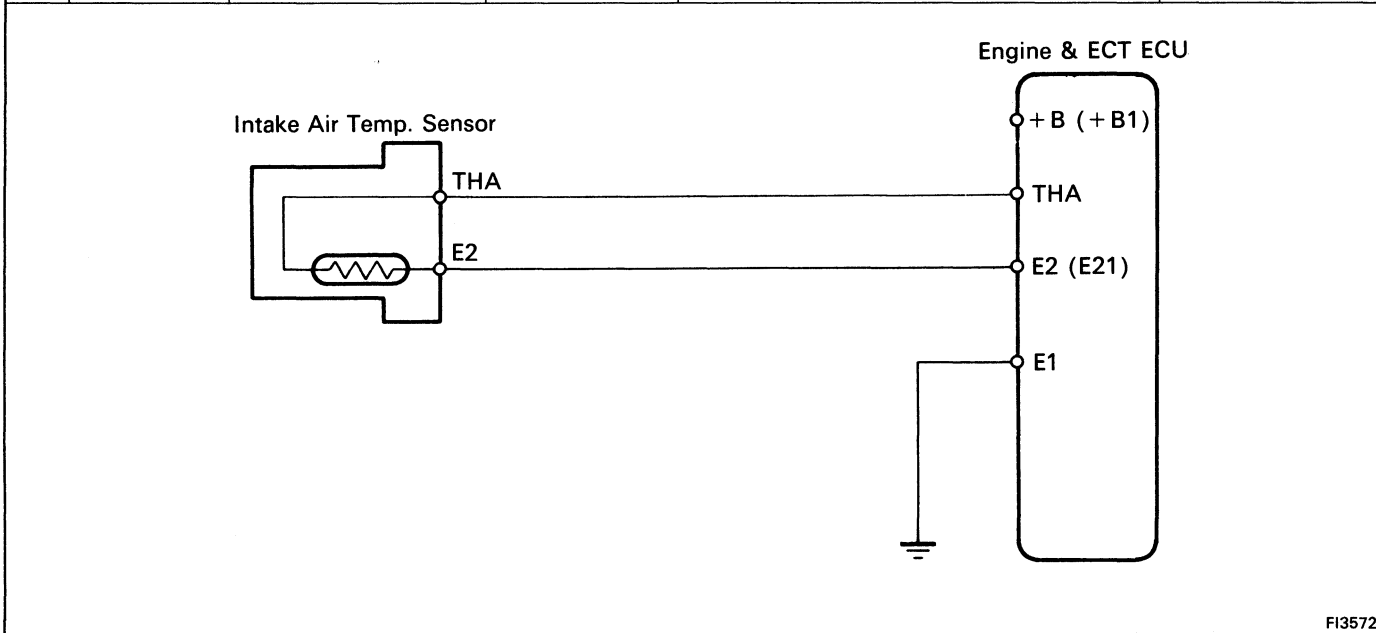 Engine & ECT ECU
+B (+B1)
Intake Air Temp. Sensor
THA
THA
E2
E2 (E21)
E1
FI3572